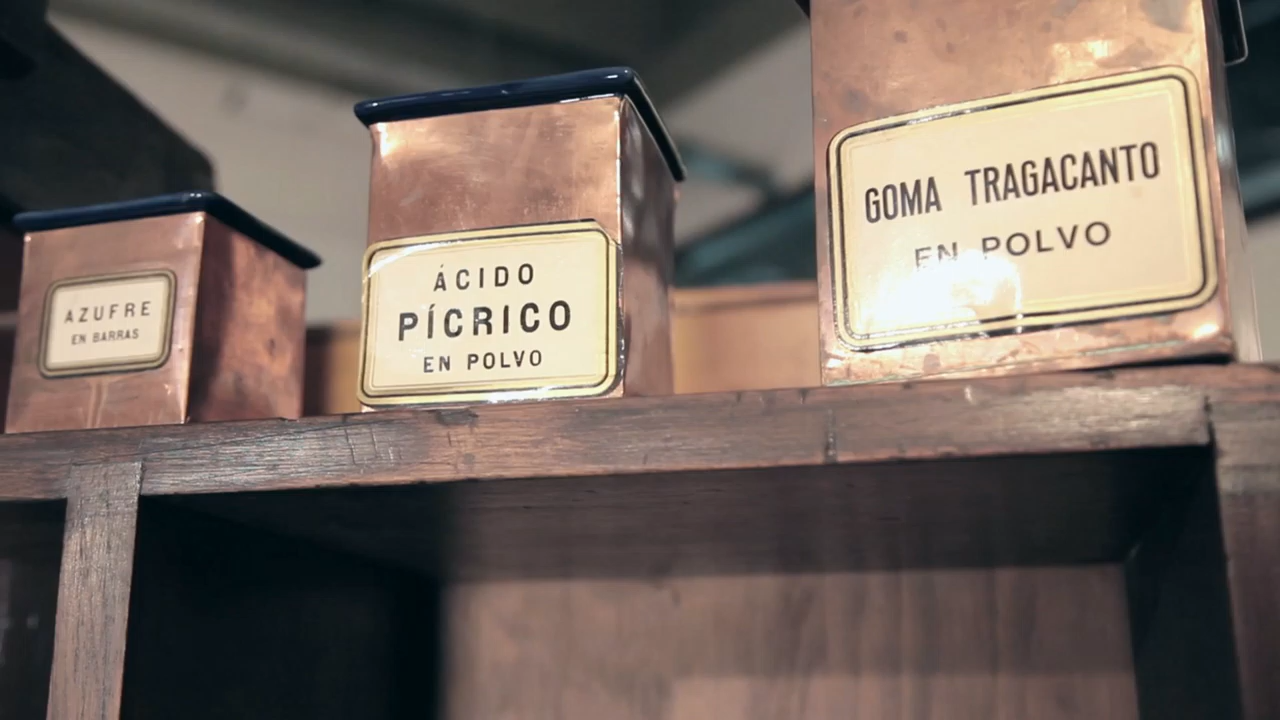 AZUFRE
EN BARRAS
ÁCIDO
PÍCRICO
EN POLVO
GOMA TRAGACANTO
EN POLVO